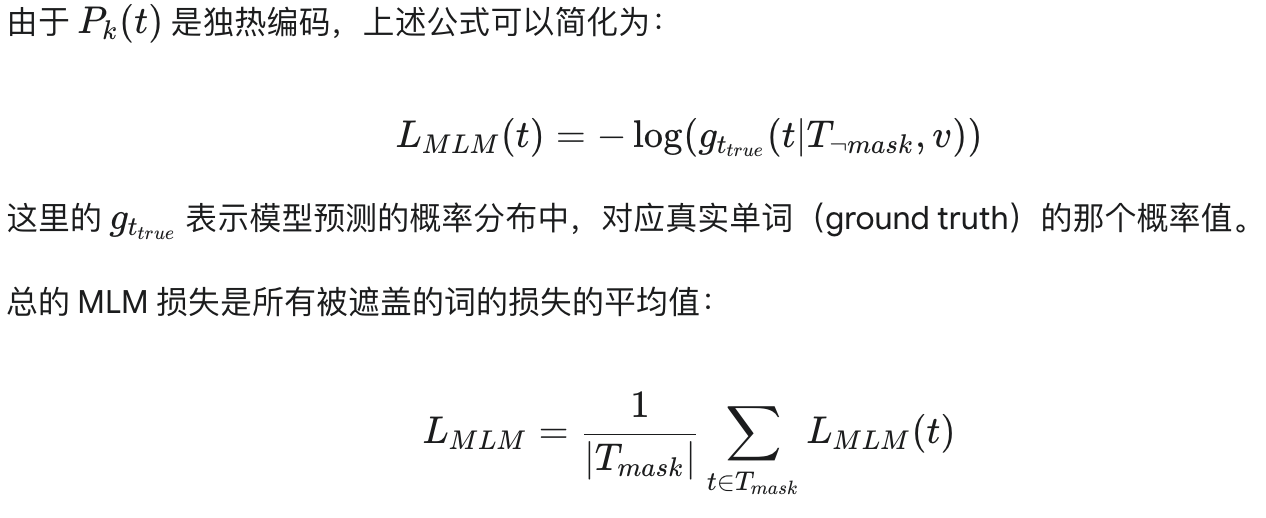 由于 $P_k(t)$ 是独热编码，上述公式可以简化为：
$L_{MLM}(t) = -\log(g_{t_{true}}(t|T_{\neg mask}, v))$
这里的 $g_{t_{true}}$ 表示模型预测的概率分布中，对应真实单词（ground truth）的那个概率值。
总的 MLM 损失是所有被遮盖的词的损失的平均值：
$L_{MLM} = \frac{1}{|T_{mask}|} \sum_{t \in T_{mask}} L_{MLM}(t)$